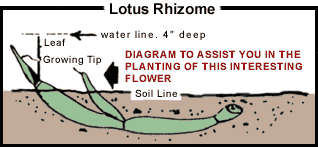 Lotus Rhizome
water line. 4" deep
Leaf
Growing Tip
DIAGRAM TO ASSIST YOU IN THE
PLANTING OF THIS INTERESTING
FLOWER
Soil Line